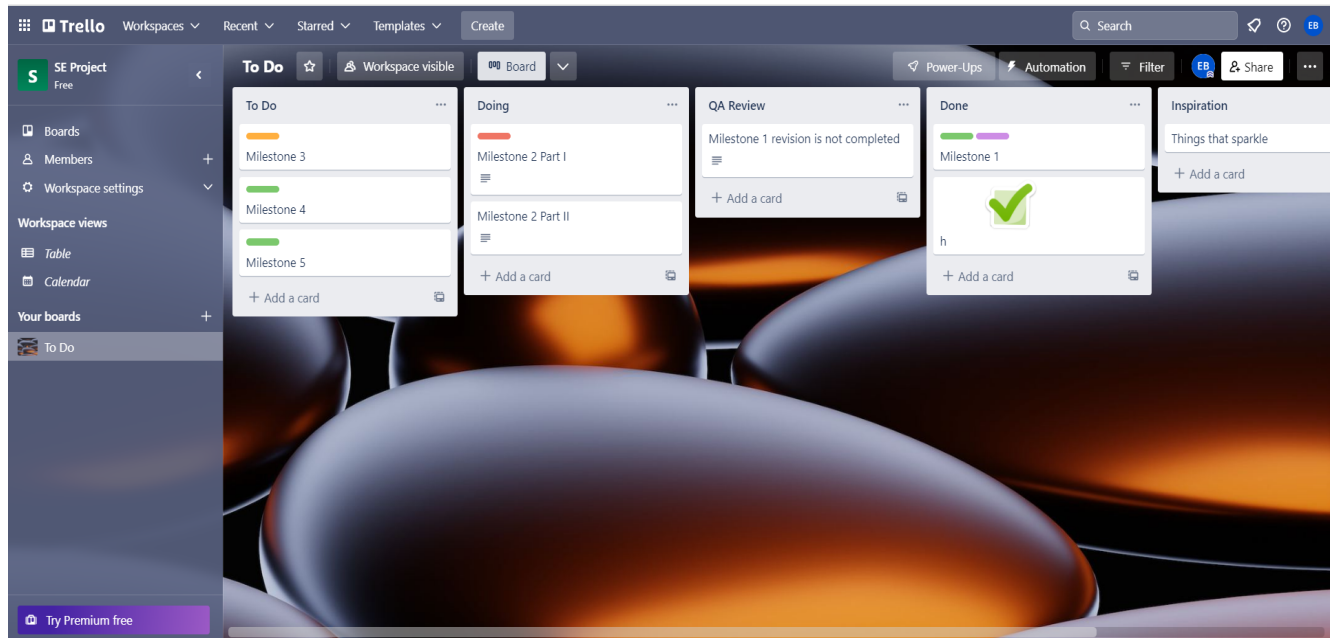 Trello
Workspaces
Recent
Starred
Templates
Create
Search
EB
S
SE Project
Free
To Do
Workspace visible
Board
Power-Ups
Automation
Filter
EB
Share
Boards
Members
Workspace settings
Workspace views
Table
Calendar
Your boards
To Do
Try Premium free
To Do
Milestone 3
Milestone 4
Milestone 5
+ Add a card
Doing
Milestone 2 Part I
Milestone 2 Part II
+ Add a card
QA Review
Milestone 1 revision is not completed
+ Add a card
Done
Milestone 1
h
+ Add a card
Inspiration
Things that sparkle
+ Add a card